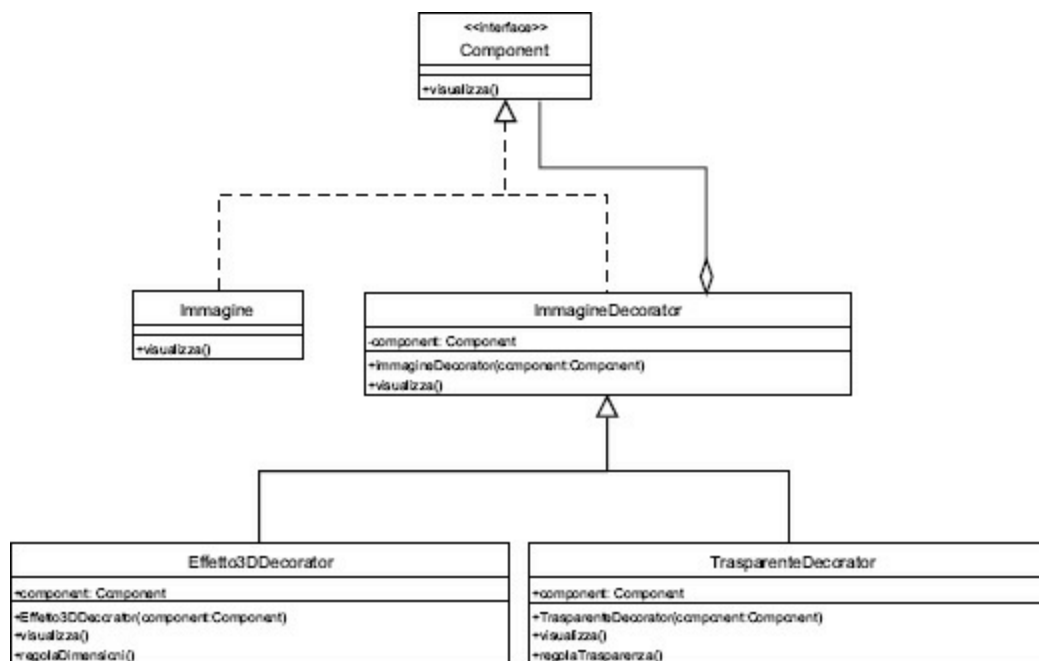 <<interface>>
Component
+visualizza()
Immagine
+visualizza()
ImmagineDecorator
-component: Component
+ImmagineDecorator(component:Component)
+visualizza()
Effetto3DDecorator
+component: Component
+Effetto3DDecorator(component:Component)
+visualizza()
+regolaDimensioni()
TrasparenteDecorator
+component: Component
+TrasparenteDecorator(component:Component)
+visualizza()
+regolaTrasparenza()